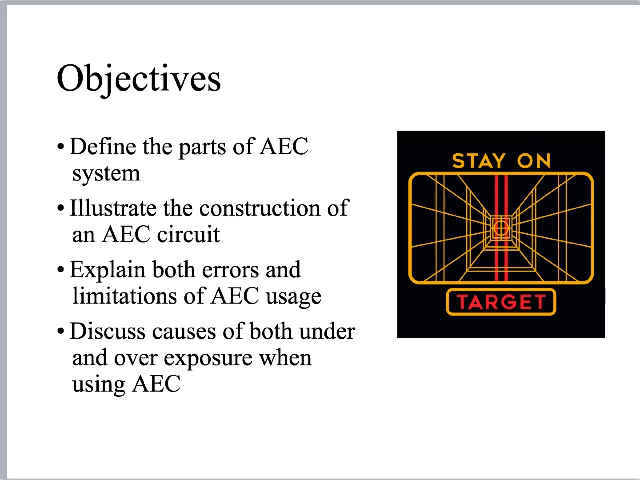 Objectives
• Define the parts of AEC
system
• Illustrate the construction of
an AEC circuit
• Explain both errors and
limitations of AEC usage
• Discuss causes of both under
and over exposure when
using AEC
STAY ON
TARGET